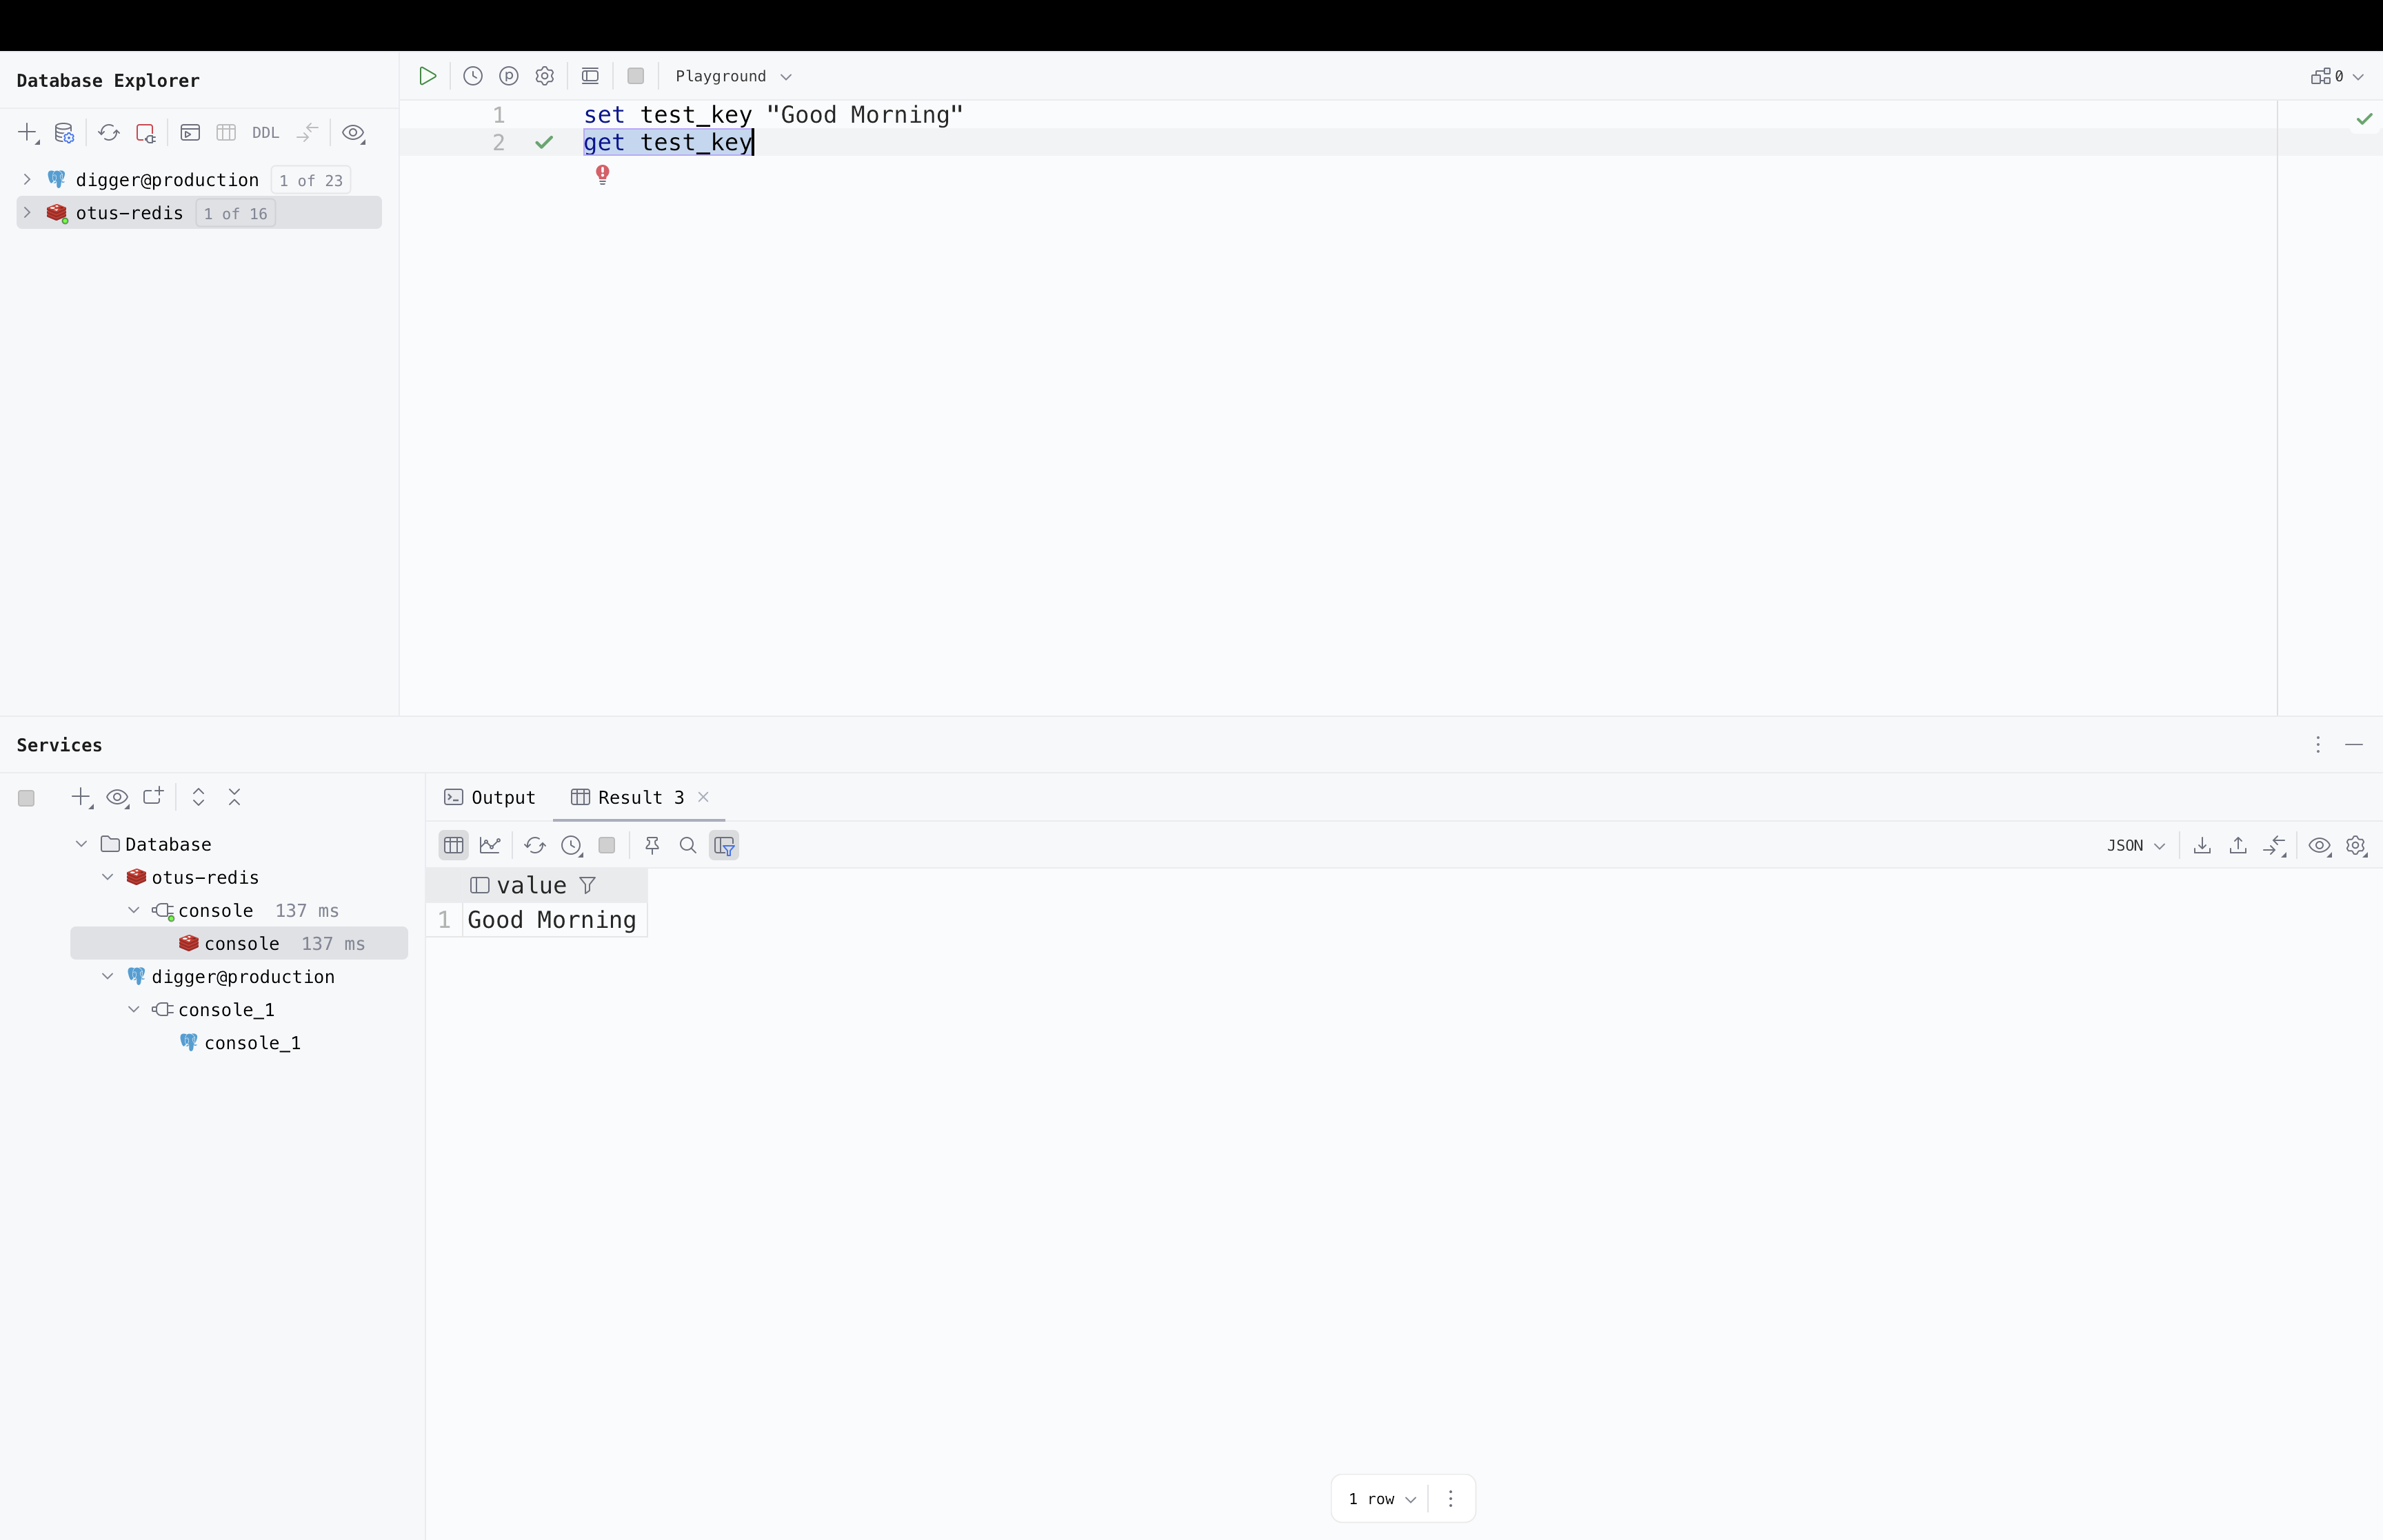 Database Explorer
DDL
digger@production 1 of 23
otus-redis 1 of 16
Playground
0
1 set test_key "Good Morning"
2 get test_key
Services
Database
otus-redis
console 137 ms
console 137 ms
digger@production
console_1
console_1
Output Result 3
JSON
value
1 Good Morning
1 row